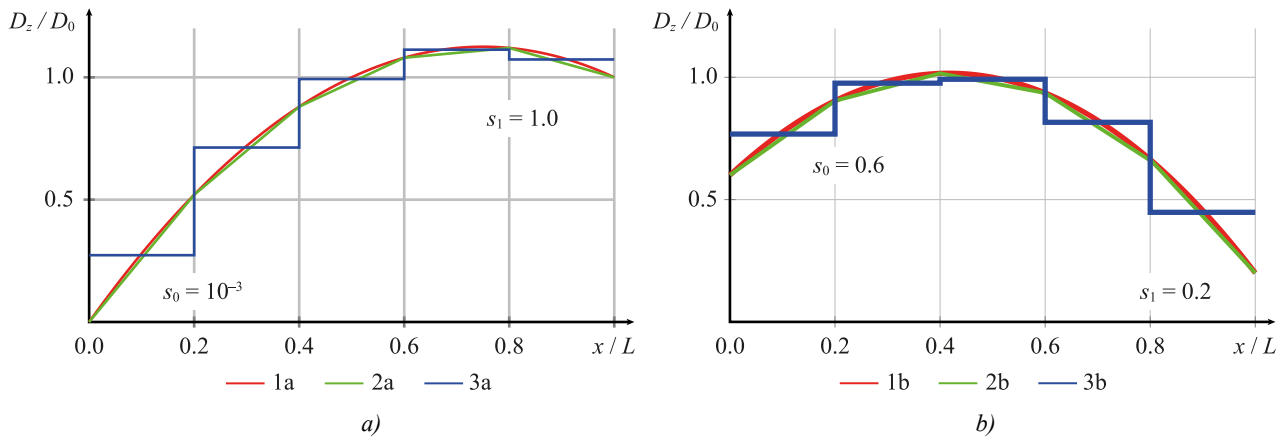 D_z / D_0
1.0
0.5
s_1 = 1.0
s_0 = 10^{–3}
0.0 0.2 0.4 0.6 0.8 x / L
1a 2a 3a
a)
D_z / D_0
1.0
0.5
s_0 = 0.6
s_1 = 0.2
0.0 0.2 0.4 0.6 0.8 x / L
1b 2b 3b
b)